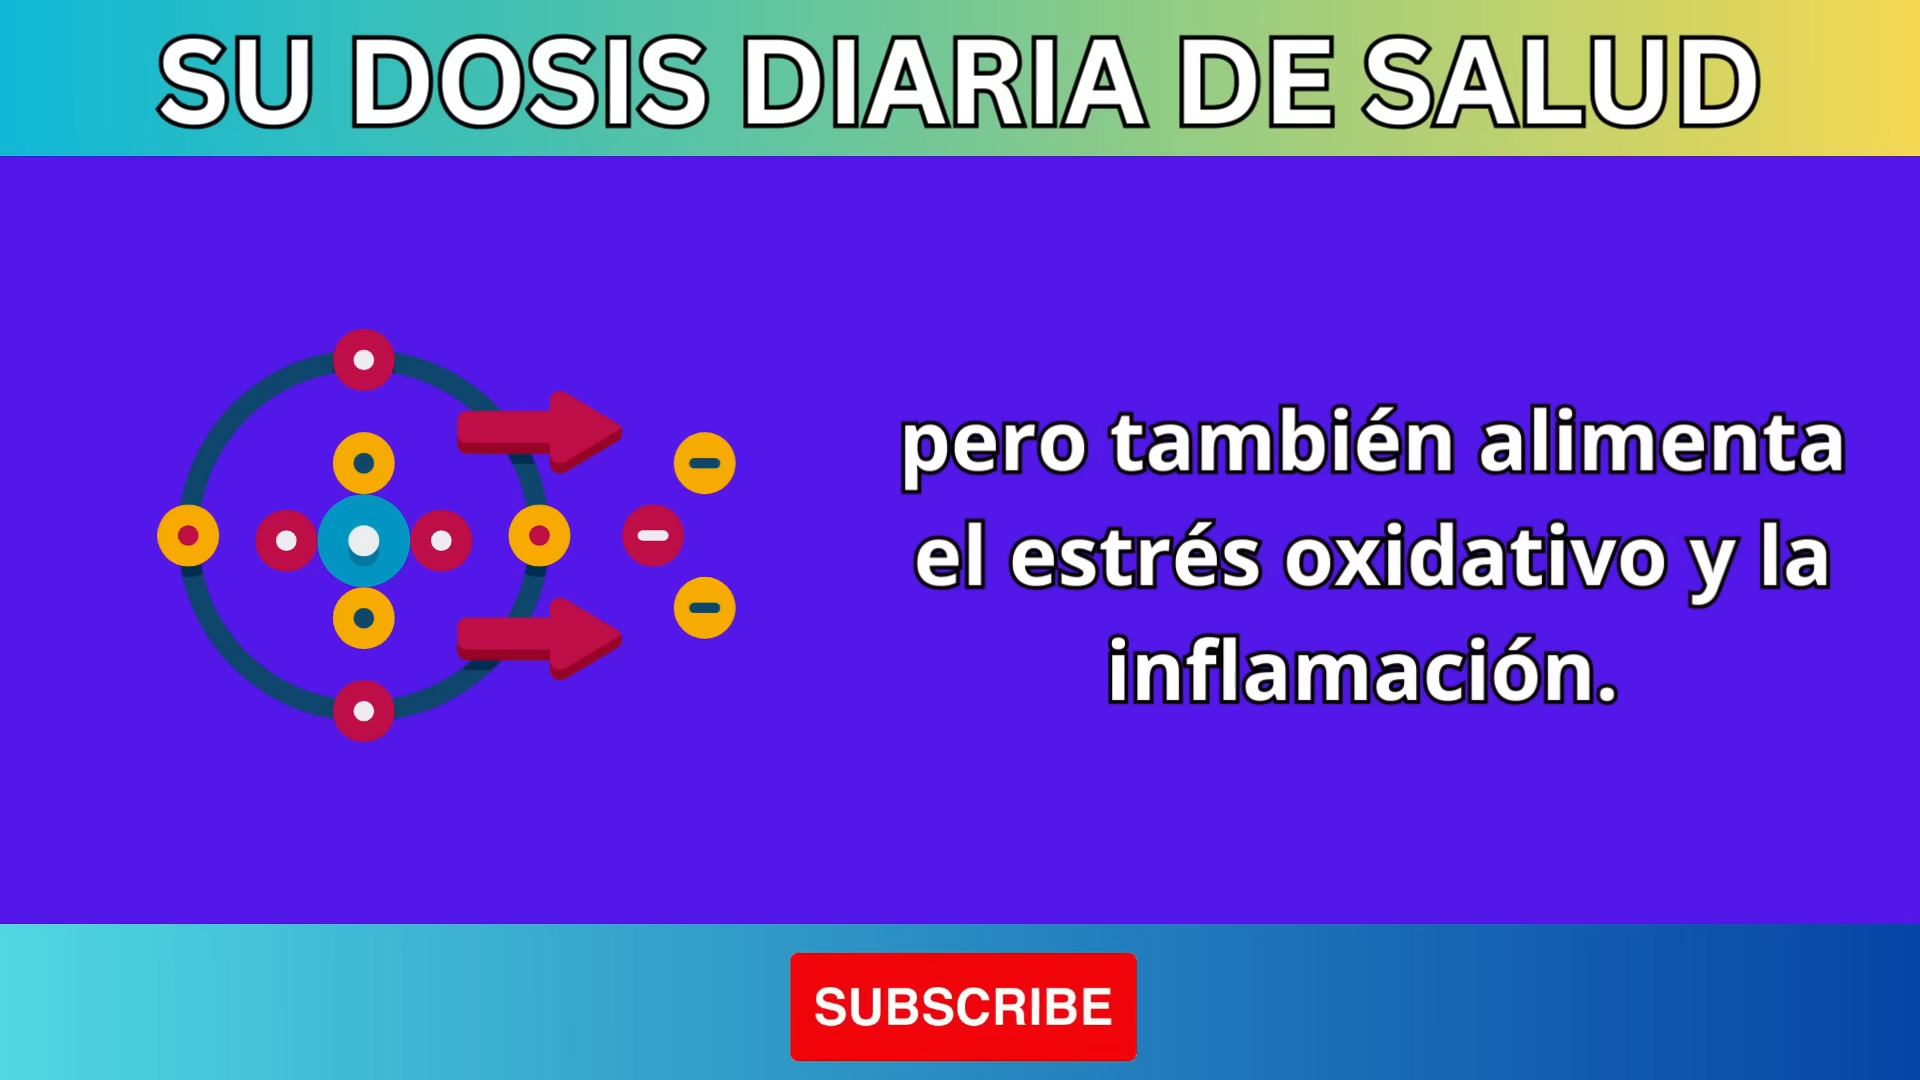 SU DOSIS DIARIA DE SALUD
pero también alimenta
el estrés oxidativo y la
inflamación.
SUBSCRIBE